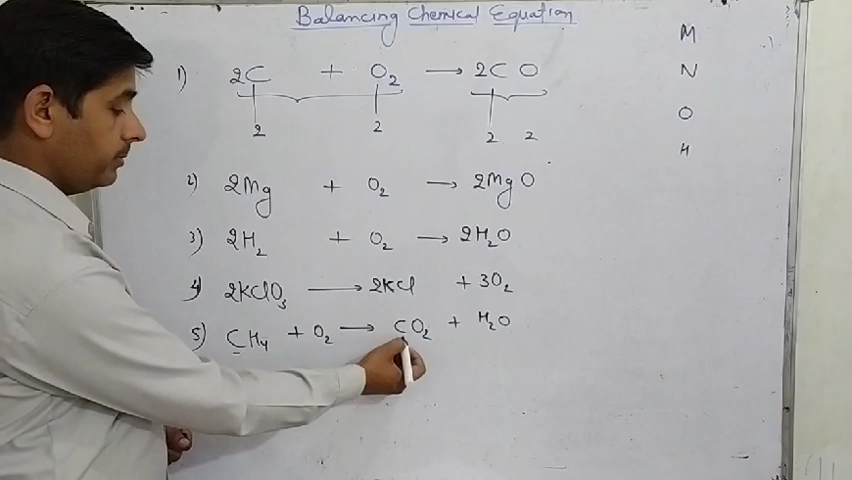 Balancing Chemical Equation
1) 2C + O₂ → 2C O
2 2 2 2
2) 2Mg + O₂ → 2MgO
3) 2H₂ + O₂ → 2H₂O
4) 2KClO₃ → 2KCl + 3O₂
5) CH₄ + O₂ → CO₂ + H₂O
M
N
O
H